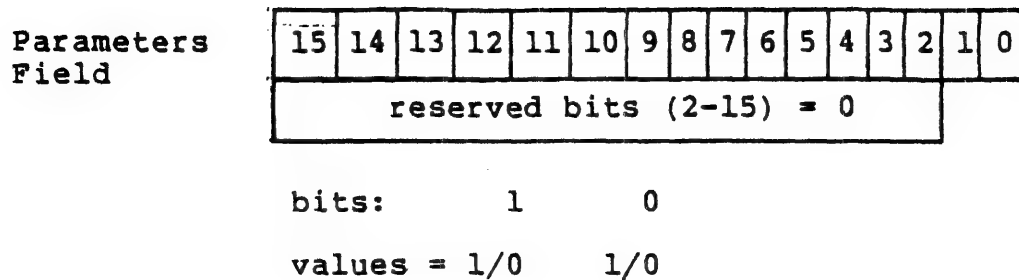 Parameters Field
15 14 13 12 11 10 9 8 7 6 5 4 3 2 1 0
reserved bits (2-15) = 0
bits: 1 0
values = 1/0 1/0